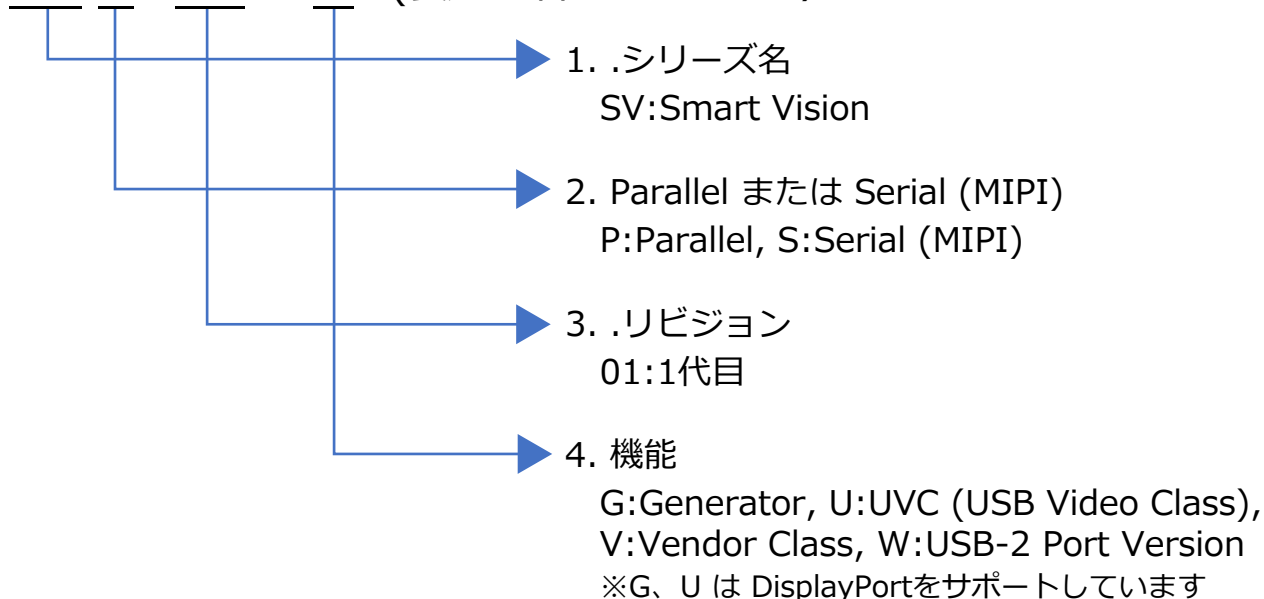 1. .シリーズ名
SV:Smart Vision
2. Parallel または Serial (MIPI)
P:Parallel, S:Serial (MIPI)
3. .リビジョン
01:1代目
4. 機能
G:Generator, U:UVC (USB Video Class),
V:Vendor Class, W:USB-2 Port Version
※G、U は DisplayPortをサポートしています